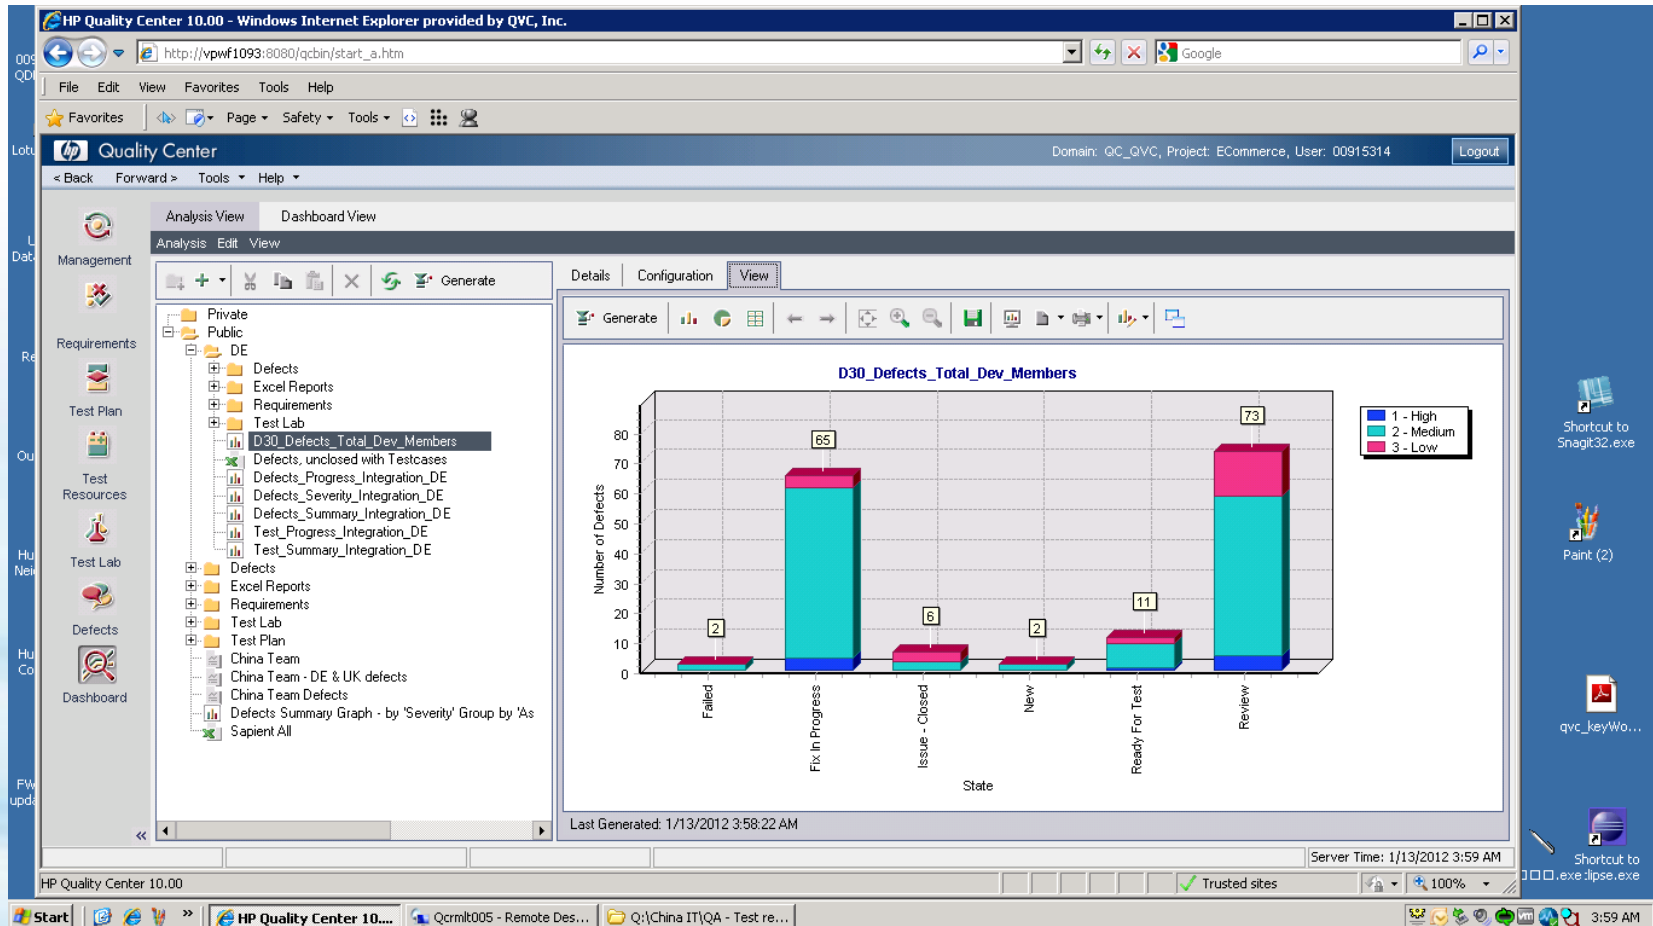 HP Quality Center 10.00 - Windows Internet Explorer provided by QVC, Inc.
http://vpwf1093:8080/qcbin/start_a.htm
Google
File Edit View Favorites Tools Help
Favorites
Page Safety Tools
hp Quality Center
Domain: QC_QVC, Project: ECommerce, User: 00915314
Logout
< Back Forward > Tools Help
Analysis View Dashboard View
Analysis Edit View
Management
Requirements
Test Plan
Test Resources
Test Lab
Defects
Dashboard
Generate
Private
Public
DE
Defects
Excel Reports
Requirements
Test Lab
D30_Defects_Total_Dev_Members
Defects, unclosed with Testcases
Defects_Progress_Integration_DE
Defects_Severity_Integration_DE
Defects_Summary_Integration_DE
Test_Progress_Integration_DE
Test_Summary_Integration_DE
Defects
Excel Reports
Requirements
Test Lab
Test Plan
China Team
China Team - DE & UK defects
China Team Defects
Defects Summary Graph - by 'Severity' Group by 'As
Sapient All
Details Configuration View
Generate
D30_Defects_Total_Dev_Members
Number of Defects
80
70
60
50
40
30
20
10
0
2
65
6
2
11
73
Failed
Fix In Progress
Issue - Closed
New
Ready For Test
Review
State
1 - High
2 - Medium
3 - Low
Last Generated: 1/13/2012 3:58:22 AM
Server Time: 1/13/2012 3:59 AM
HP Quality Center 10.00
Trusted sites
100%
Shortcut to
Snagit32.exe
Paint (2)
qvc_keyWo...
Shortcut to
Start
HP Quality Center 10....
Qcrmlt005 - Remote Des...
Q:\China IT\QA - Test re...
3:59 AM